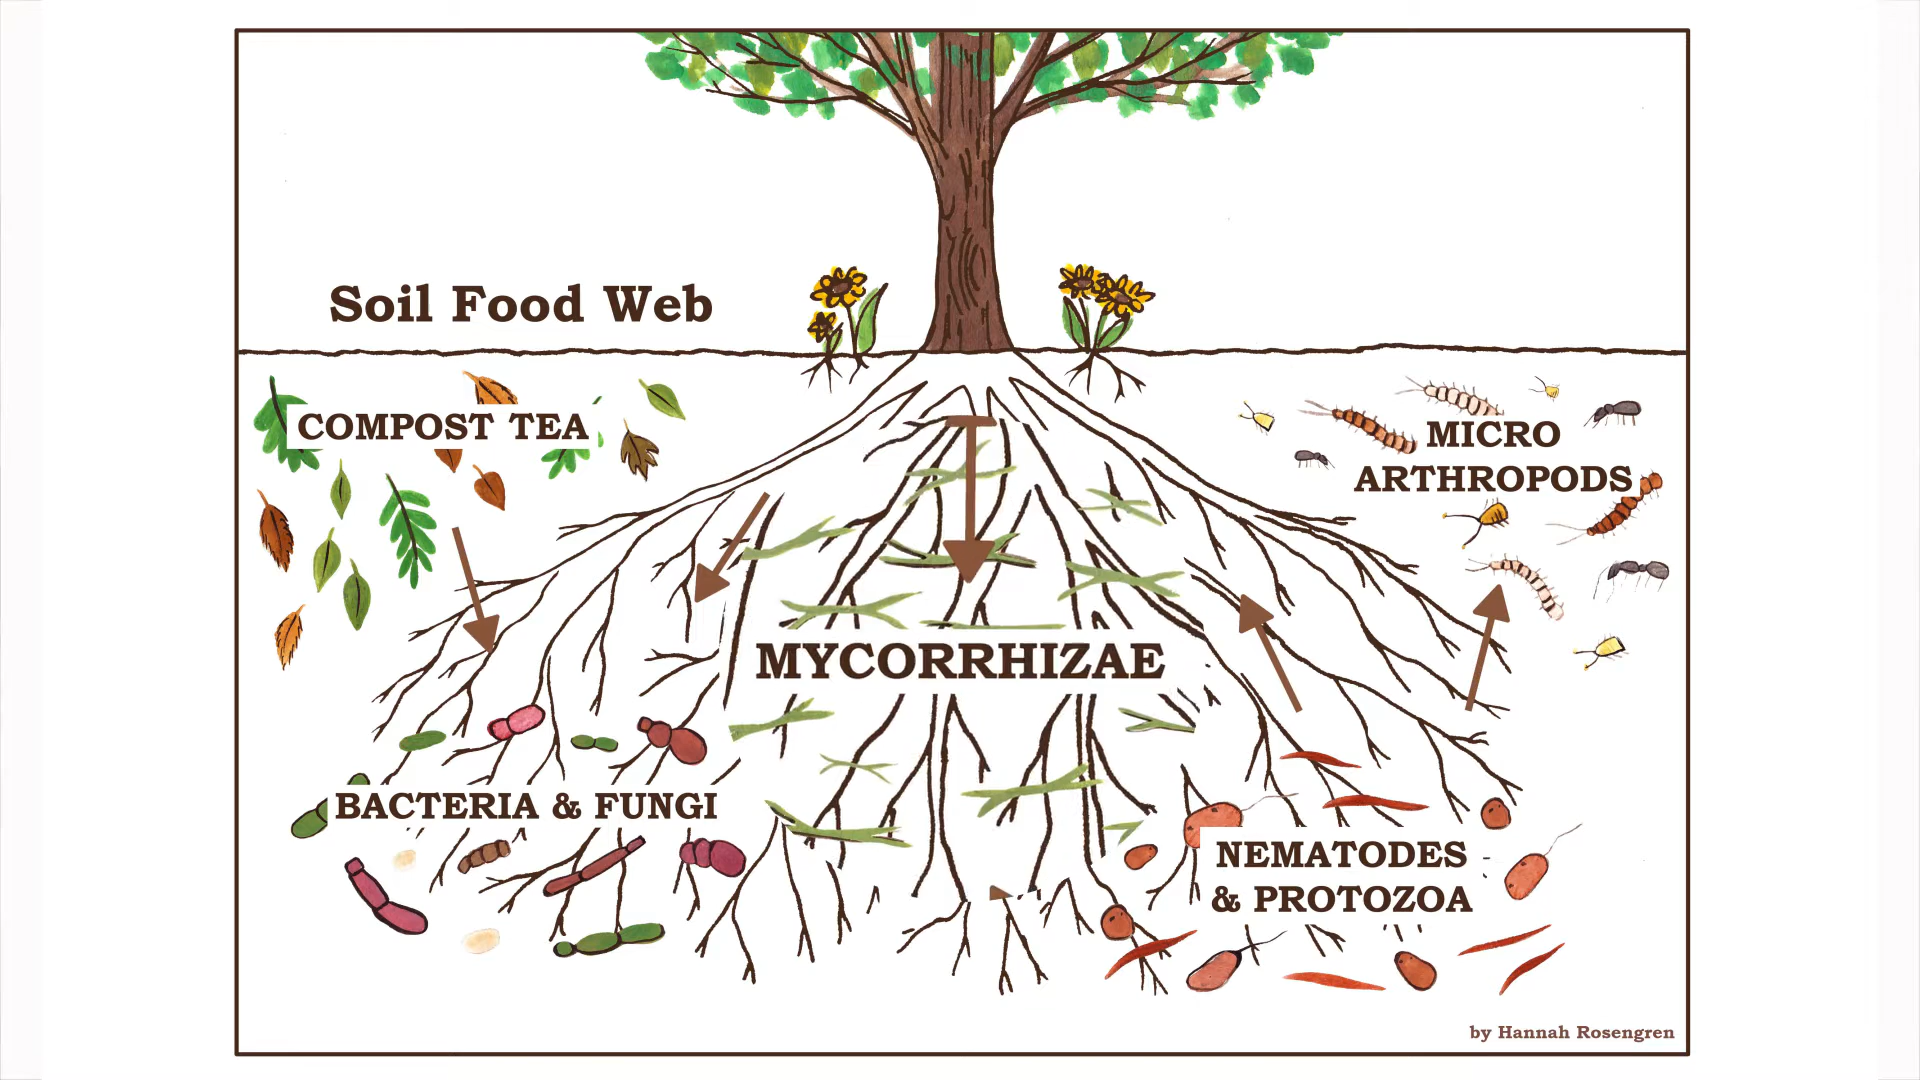 Soil Food Web
COMPOST TEA
MICRO
ARTHROPODS
MYCORRHIZAE
BACTERIA & FUNGI
NEMATODES
& PROTOZOA
by Hannah Rosengren